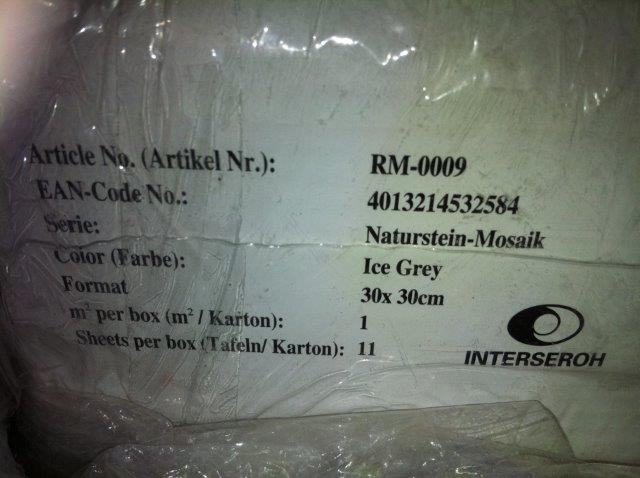 Article No. (Artikel Nr.): RM-0009
EAN-Code No.: 4013214532584
Serie: Naturstein-Mosaik
Color (Farbe): Ice Grey
Format 30x 30cm
m² per box (m² / Karton): 1
Sheets per box (Tafeln/ Karton): 11
INTERSEROH